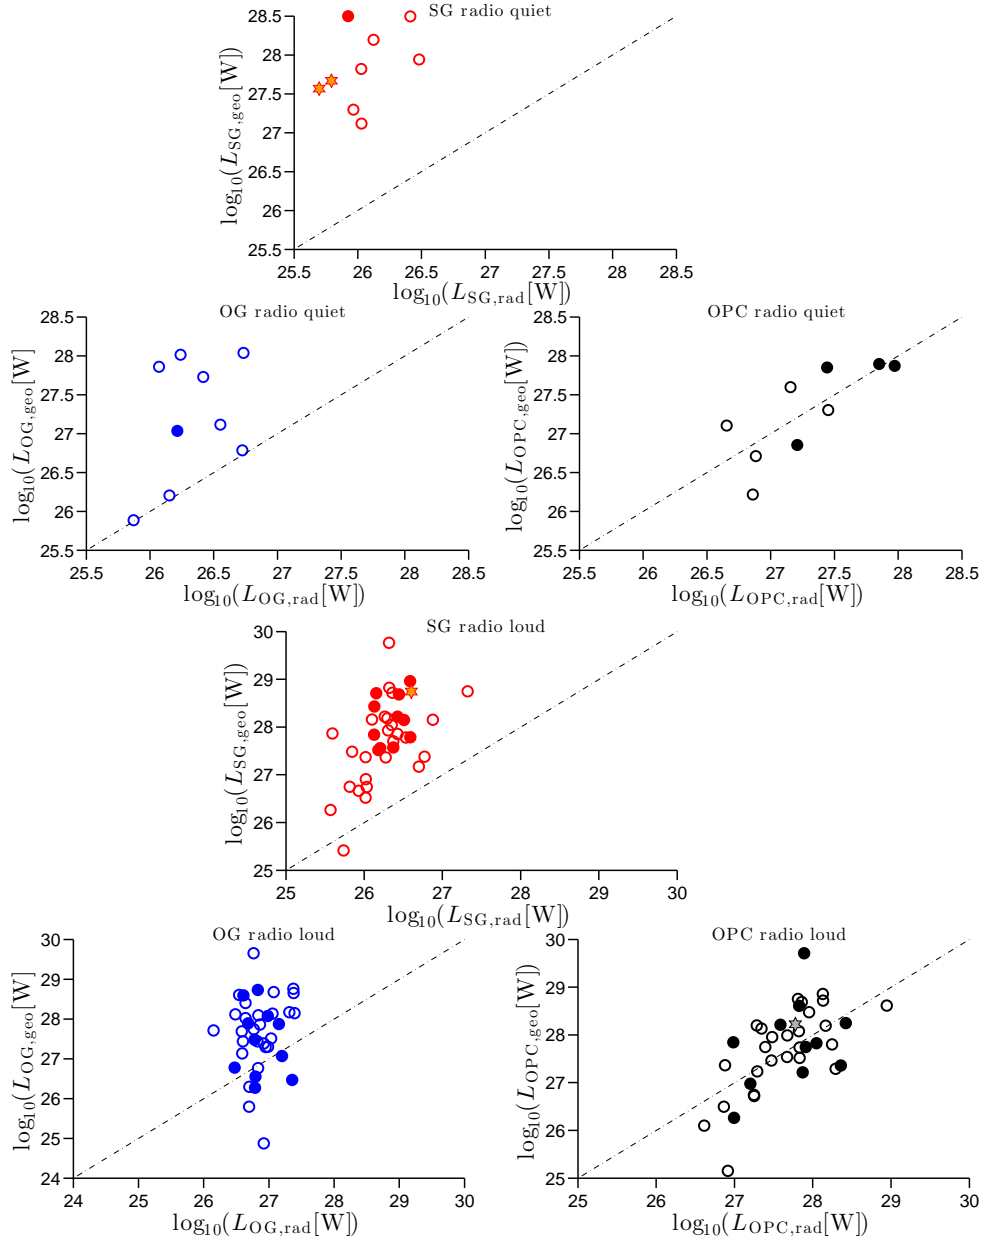 SG radio quiet
28.5
28
27.5
27
26.5
26
25.5
log10(LSG,geo[W])
25.5 26 26.5 27 27.5 28 28.5
log10(LSG,rad[W])
OG radio quiet
28.5
28
27.5
27
26.5
26
25.5
log10(LOG,geo[W]
25.5 26 26.5 27 27.5 28 28.5
log10(LOG,rad[W])
OPC radio quiet
28.5
28
27.5
27
26.5
26
25.5
log10(LOPC,geo[W])
25.5 26 26.5 27 27.5 28 28.5
log10(LOPC,rad[W])
SG radio loud
30
29
28
27
26
25
log10(LSG,geo[W])
25 26 27 28 29 30
log10(LSG,rad[W])
OG radio loud
30
29
28
27
26
25
24
log10(LOG,geo[W]
24 25 26 27 28 29 30
log10(LOG,rad[W])
OPC radio loud
30
29
28
27
26
25
log10(LOPC,geo[W])
25 26 27 28 29 30
log10(LOPC,rad[W])